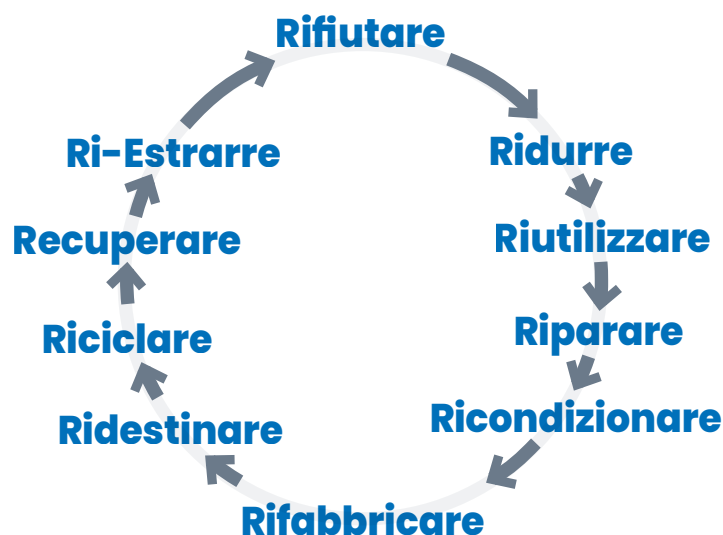 Rifiutare
Ridurre
Riutilizzare
Riparare
Ricondizionare
Rifabbricare
Ridestinare
Riciclare
Recuperare
Ri-Estrarre